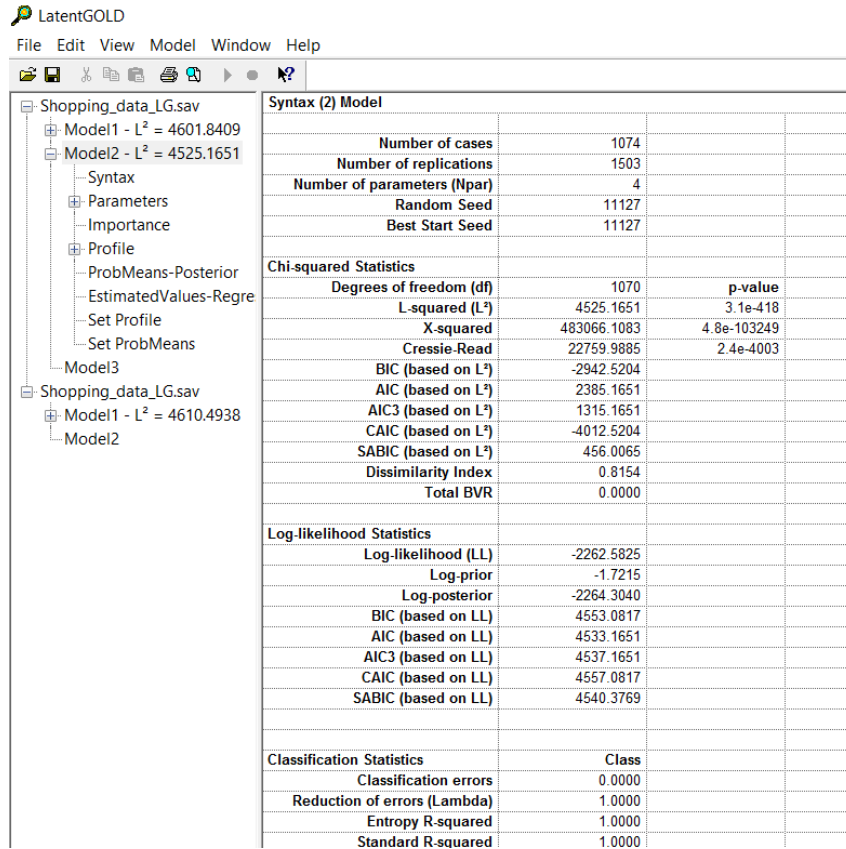 LatentGOLD
File Edit View Model Window Help
Shopping_data_LG.sav
Model1 - L² = 4601.8409
Model2 - L² = 4525.1651
Syntax
Parameters
Importance
Profile
ProbMeans-Posterior
EstimatedValues-Regre
Set Profile
Set ProbMeans
Model3
Shopping_data_LG.sav
Model1 - L² = 4610.4938
Model2
Syntax (2) Model
Number of cases 1074
Number of replications 1503
Number of parameters (Npar) 4
Random Seed 11127
Best Start Seed 11127
Chi-squared Statistics
Degrees of freedom (df) 1070 p-value
L-squared (L²) 4525.1651 3.1e-418
X-squared 483066.1083 4.8e-103249
Cressie-Read 22759.9885 2.4e-4003
BIC (based on L²) -2942.5204
AIC (based on L²) 2385.1651
AIC3 (based on L²) 1315.1651
CAIC (based on L²) -4012.5204
SABIC (based on L²) 456.0065
Dissimilarity Index 0.8154
Total BVR 0.0000
Log-likelihood Statistics
Log-likelihood (LL) -2262.5825
Log-prior -1.7215
Log-posterior -2264.3040
BIC (based on LL) 4553.0817
AIC (based on LL) 4533.1651
AIC3 (based on LL) 4537.1651
CAIC (based on LL) 4557.0817
SABIC (based on LL) 4540.3769
Classification Statistics Class
Classification errors 0.0000
Reduction of errors (Lambda) 1.0000
Entropy R-squared 1.0000
Standard R-squared 1.0000